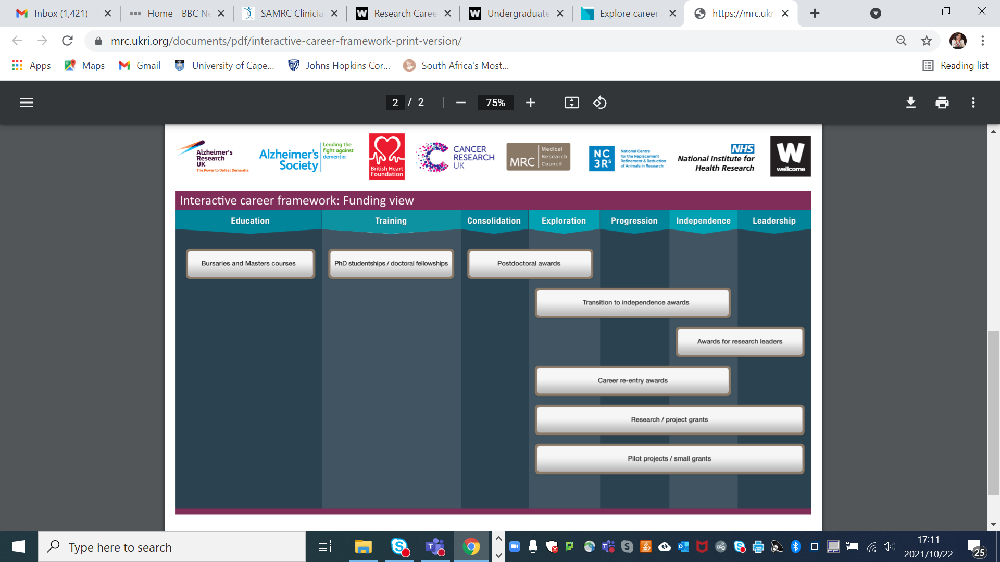 Inbox (1,421) -
Home - BBC Ne
SAMRC Clinicia
Research Caree
Undergraduate
Explore career
https://mrc.ukri
mrc.ukri.org/documents/pdf/interactive-career-framework-print-version/
Apps
Maps
Gmail
University of Cape...
Johns Hopkins Cor...
South Africa's Most...
Reading list
2 / 2
75%
Alzheimer's
Research
UK
The Power to Defeat Dementia
Alzheimer's
Society
Leading the
fight against
dementia
British Heart
Foundation
CANCER
RESEARCH
UK
MRC
Medical
Research
Council
NC
3Rs
National Centre
for the Replacement
Refinement & Reduction
of Animals in Research
NHS
National Institute for
Health Research
W
wellcome
Interactive career framework: Funding view
Education
Training
Consolidation
Exploration
Progression
Independence
Leadership
Bursaries and Masters courses
PhD studentships / doctoral fellowships
Postdoctoral awards
Transition to independence awards
Awards for research leaders
Career re-entry awards
Research / project grants
Pilot projects / small grants
Type here to search
17:11
2021/10/22
25